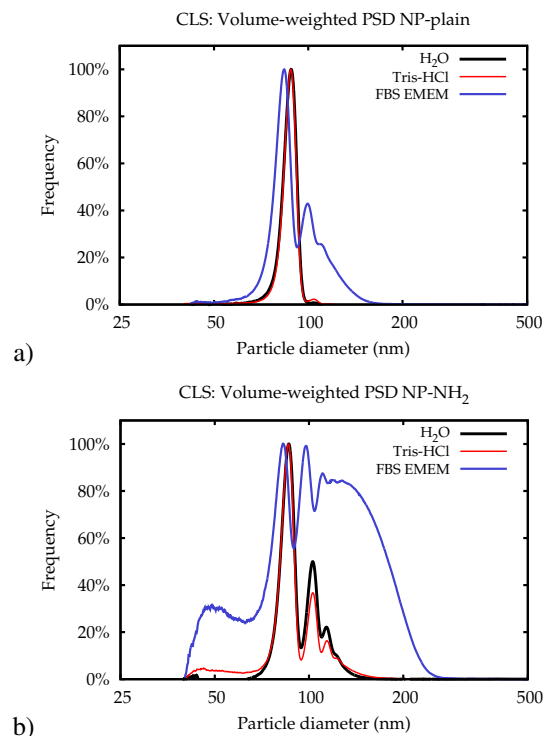 CLS: Volume-weighted PSD NP-plain
H₂O
Tris-HCl
FBS EMEM
100%
80%
60%
40%
20%
0%
Frequency
25 50 100 200 500
Particle diameter (nm)
a)
CLS: Volume-weighted PSD NP-NH₂
H₂O
Tris-HCl
FBS EMEM
100%
80%
60%
40%
20%
0%
Frequency
25 50 100 200 500
Particle diameter (nm)
b)